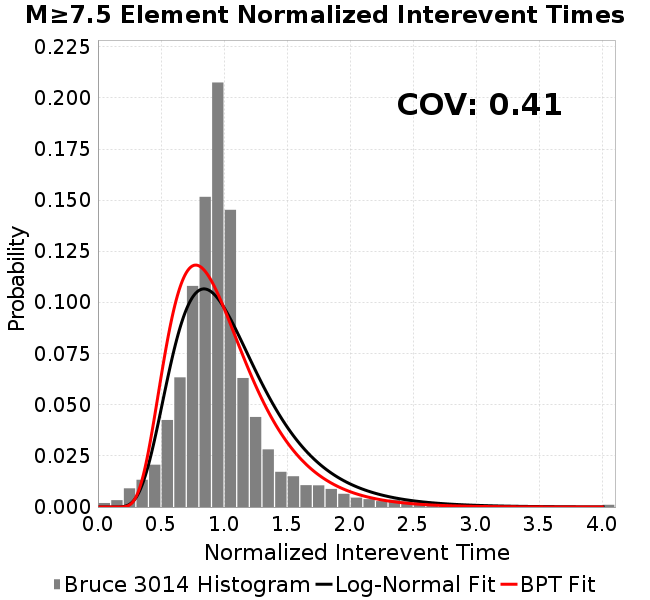 M≥7.5 Element Normalized Interevent Times
COV: 0.41
Probability
0.225
0.200
0.175
0.150
0.125
0.100
0.075
0.050
0.025
0.000
0.0 0.5 1.0 1.5 2.0 2.5 3.0 3.5 4.0
Normalized Interevent Time
Bruce 3014 Histogram Log-Normal Fit BPT Fit